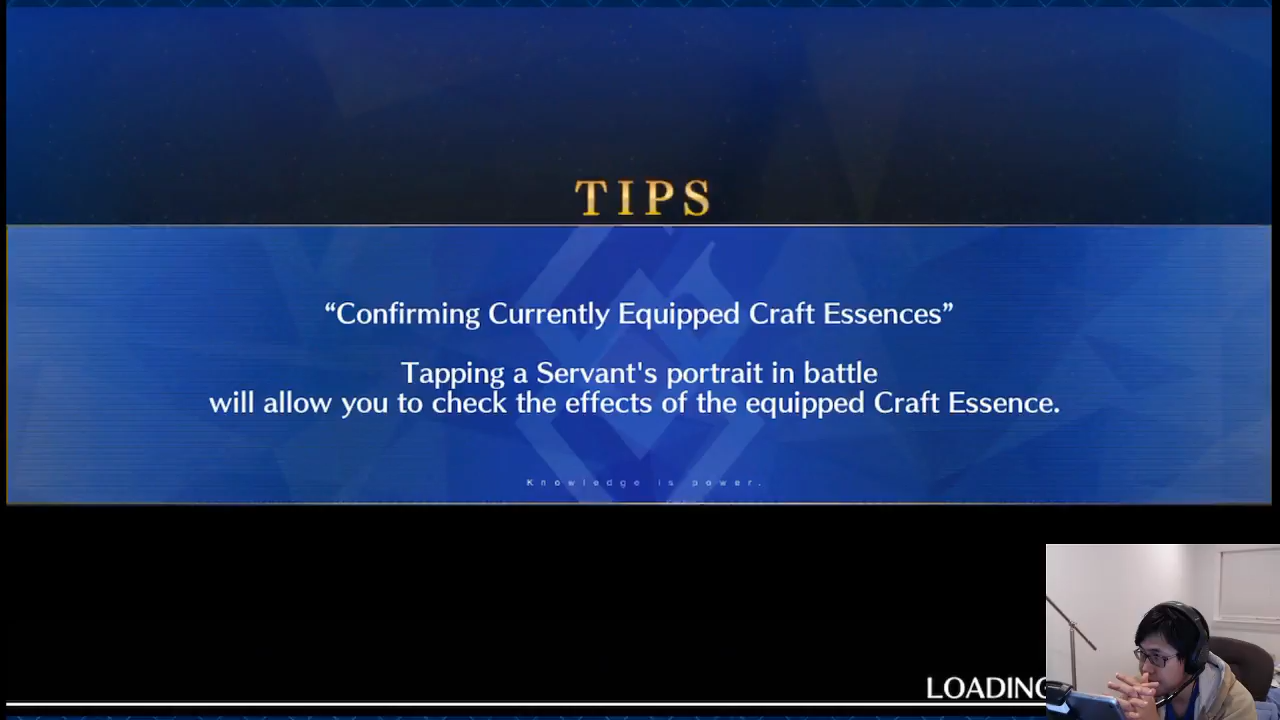 TIPS
“Confirming Currently Equipped Craft Essences”
Tapping a Servant's portrait in battle
will allow you to check the effects of the equipped Craft Essence.
Knowledge is power.
LOADING